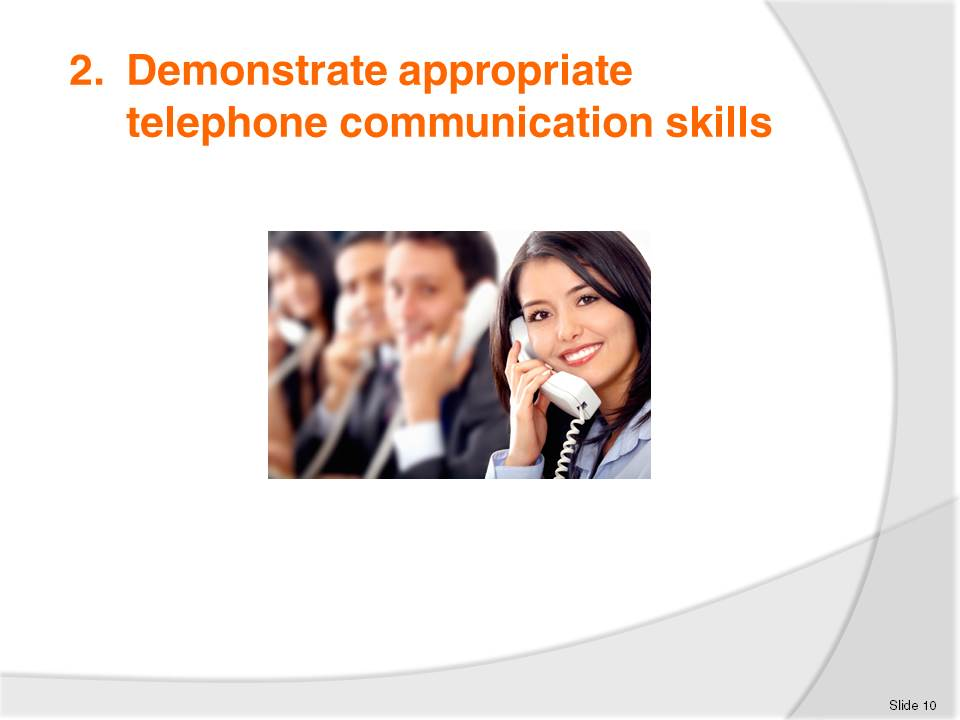 2. Demonstrate appropriate
telephone communication skills
Slide 10